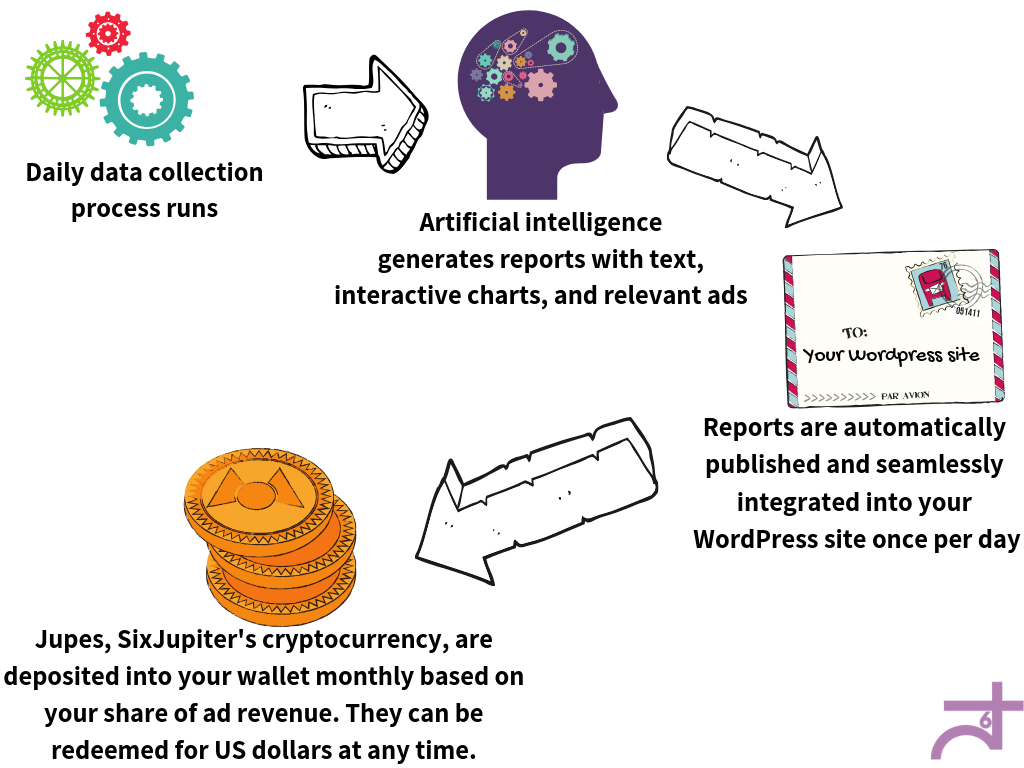 Daily data collection
process runs
Artificial intelligence
generates reports with text,
interactive charts, and relevant ads
76
051411
TO:
Your Wordpress site
>>>>>>>>>> PAR AVION
Reports are automatically
published and seamlessly
integrated into your
WordPress site once per day
Jupes, SixJupiter's cryptocurrency, are
deposited into your wallet monthly based on
your share of ad revenue. They can be
redeemed for US dollars at any time.
6